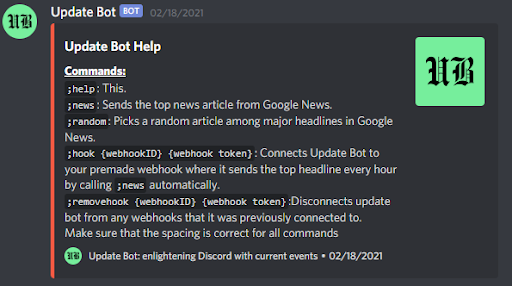 UB Update Bot BOT 02/18/2021
Update Bot Help
UB
Commands:
;help: This.
;news: Sends the top news article from Google News.
;random: Picks a random article among major headlines in Google
News.
;hook {webhookID} {webhook token}: Connects Update Bot to
your premade webhook where it sends the top headline every hour
by calling ;news automatically.
;removehook {webhookID} {webhook token}:Disconnects update
bot from any webhooks that it was previously connected to.
Make sure that the spacing is correct for all commands
UB Update Bot: enlightening Discord with current events • 02/18/2021